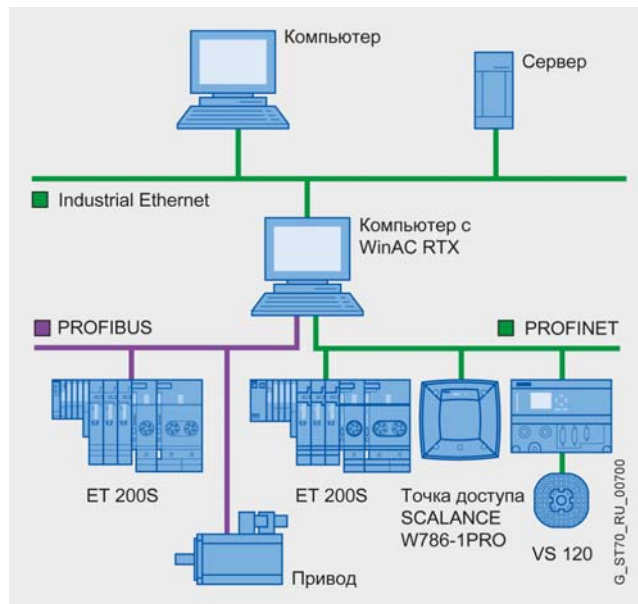 Компьютер
Сервер
Industrial Ethernet
Компьютер с
WinAC RTX
PROFIBUS
PROFINET
ET 200S
ET 200S
Точка доступа
SCALANCE
W786-1PRO
VS 120
Привод
G_ST70_RU_00700